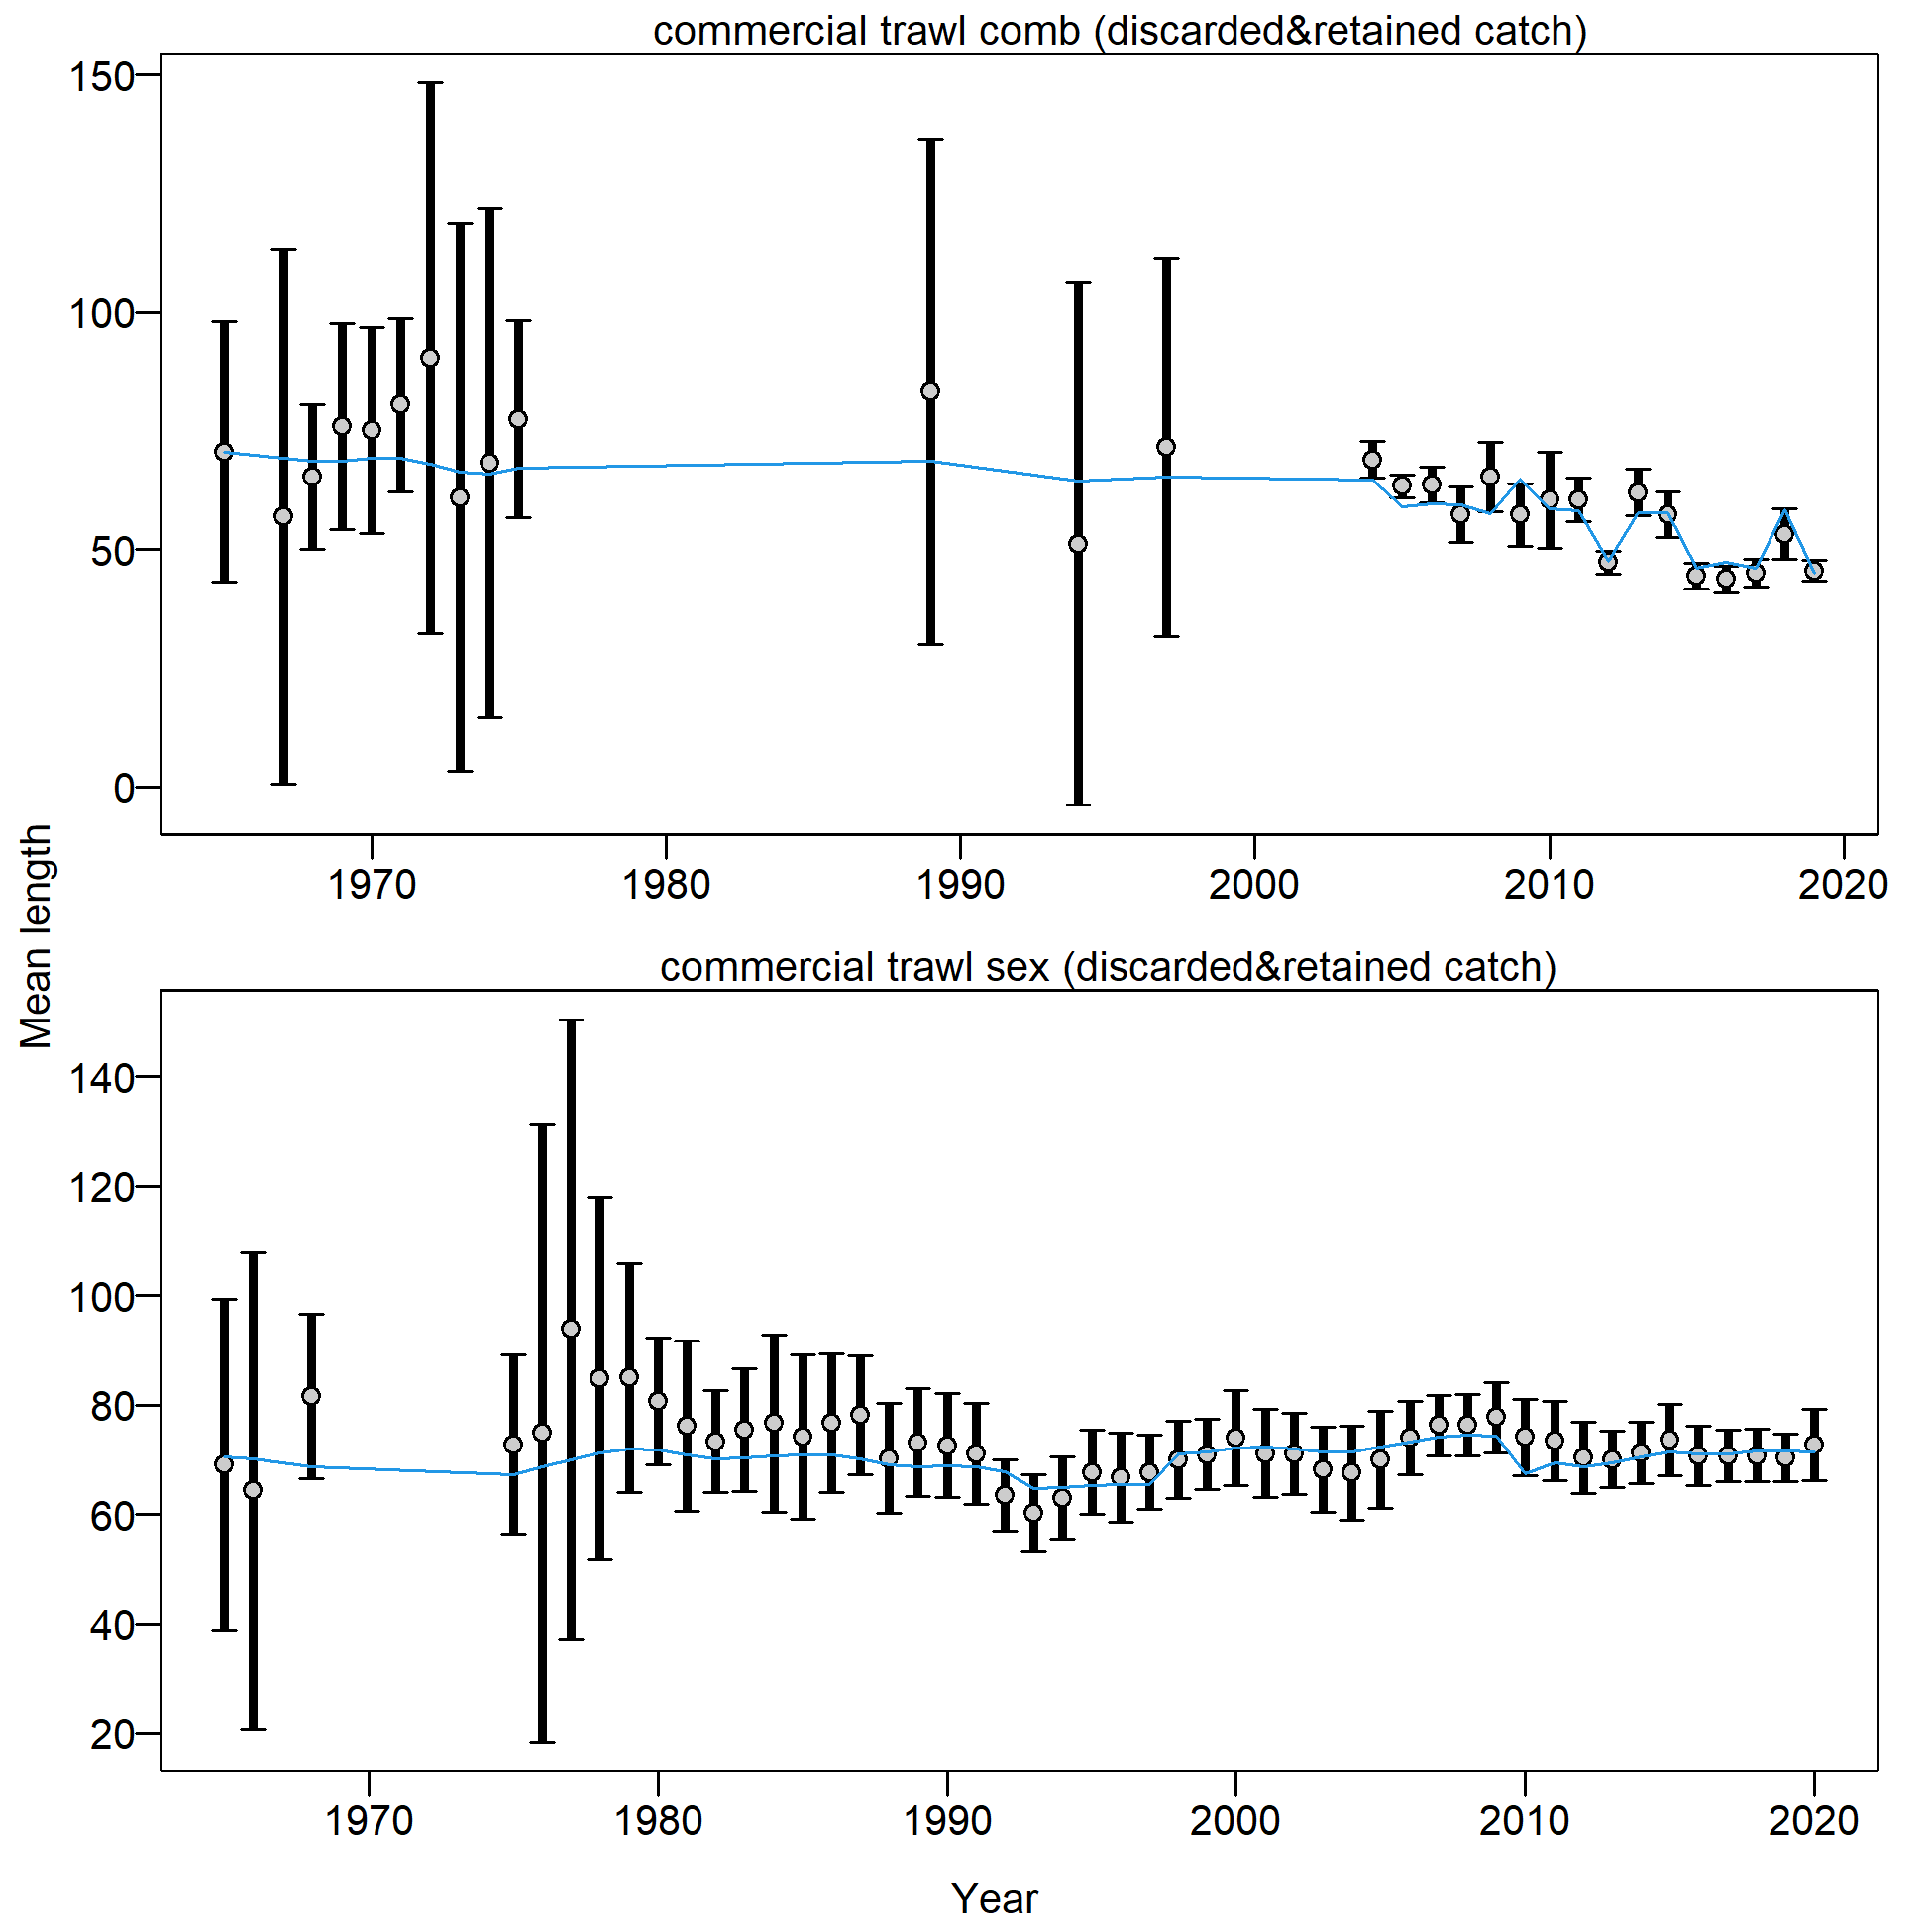 commercial trawl comb (discarded&retained catch)
150
100
50
0
1970 1980 1990 2000 2010 2020
Mean length
commercial trawl sex (discarded&retained catch)
140
120
100
80
60
40
20
1970 1980 1990 2000 2010 2020
Year